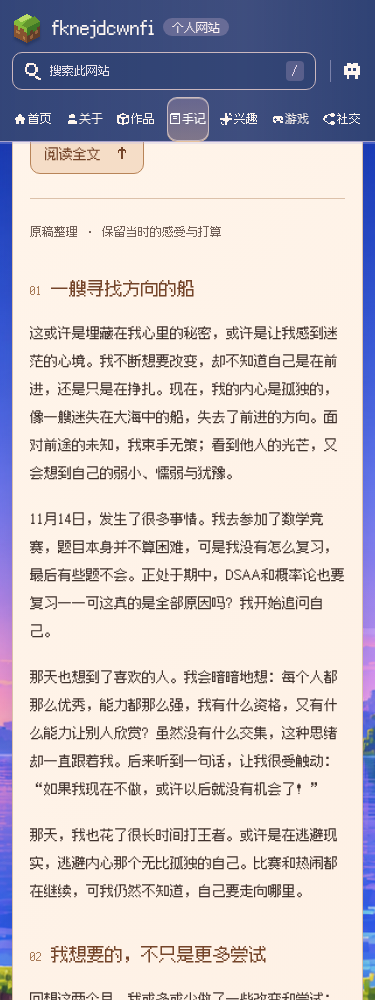 fknejdcwnfi 个人网站
搜索此网站 /
首页 关于 作品 手记 兴趣 游戏 社交
阅读全文 ↑
原稿整理 · 保留当时的感受与打算
01 一艘寻找方向的船
这或许是埋藏在我心里的秘密，或许是让我感到迷
茫的心境。我不断想要改变，却不知道自己是在前
进，还是只是在挣扎。现在，我的内心是孤独的，
像一艘迷失在大海中的船，失去了前进的方向。面
对前途的未知，我束手无策；看到他人的光芒，又
会想到自己的弱小、懦弱与犹豫。
11月14日，发生了很多事情。我去参加了数学竞
赛，题目本身并不算困难，可是我没有怎么复习，
最后有些题不会。正处于期中，DSAA和概率论也要
复习——可这真的是全部原因吗？我开始追问自
己。
那天也想到了喜欢的人。我会暗暗地想：每个人都
那么优秀，能力都那么强，我有什么资格，又有什
么能力让别人欣赏？虽然没有什么交集，这种思绪
却一直跟着我。后来听到一句话，让我很受触动：
“如果我现在不做，或许以后就没有机会了！”
那天，我也花了很长时间打王者。或许是在逃避现
实，逃避内心那个无比孤独的自己。比赛和热闹都
在继续，可我仍然不知道，自己要走向哪里。
02 我想要的，不只是更多尝试
回想这两个月，我或多或少做了一些改变和尝试：